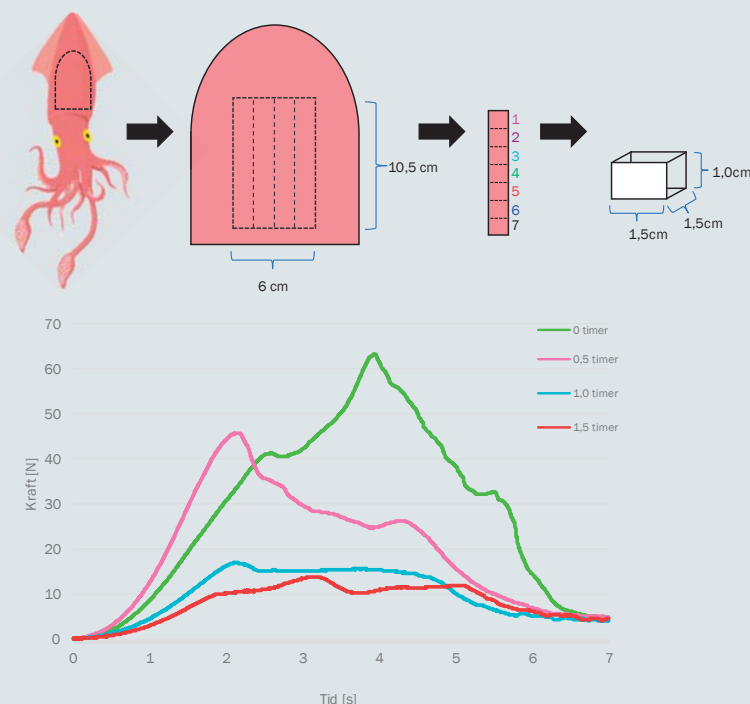 1
2
3
4
5
6
7
10,5 cm
6 cm
1,0cm
1,5cm
1,5cm
70
60
50
40
30
20
10
0
Kraft [N]
0 1 2 3 4 5 6 7
Tid [s]
0 timer
0,5 timer
1,0 timer
1,5 timer